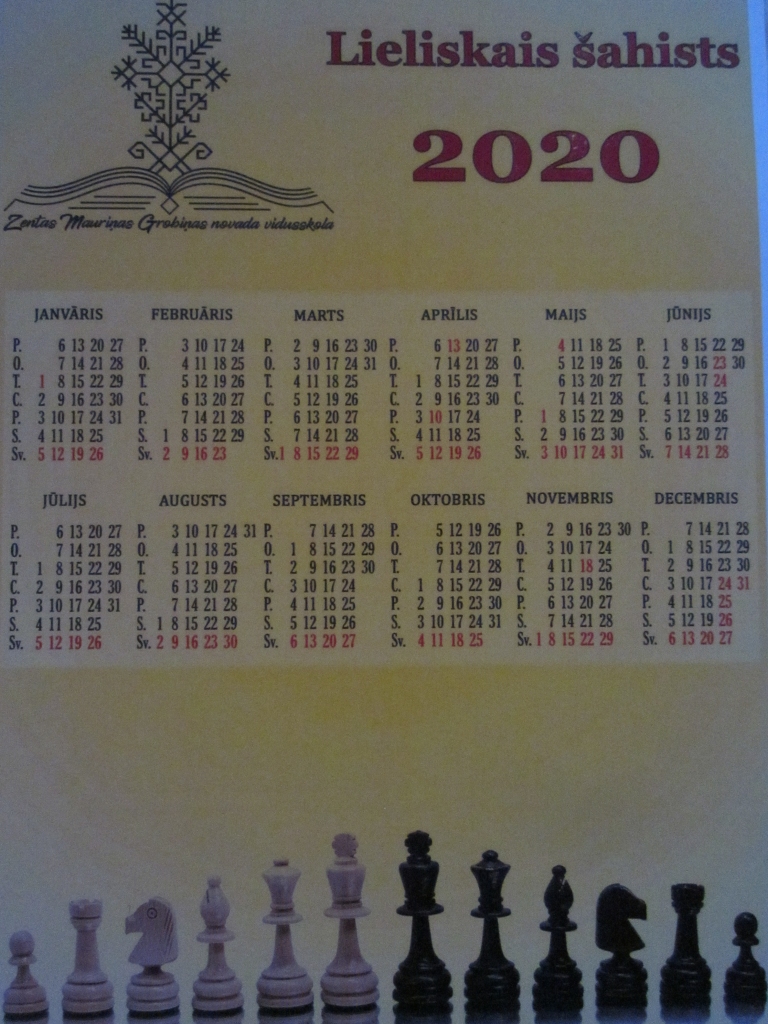 Lieliskais šahists
2020
Zentas Mauriņas Grobiņas novada vidusskola
JANVĀRIS FEBRUĀRIS MARTS APRĪLIS MAIJS JŪNIJS
P. 6 13 20 27 P. 3 10 17 24 P. 2 9 16 23 30 P. 6 13 20 27 P. 4 11 18 25 P. 1 8 15 22 29
O. 7 14 21 28 O. 4 11 18 25 O. 3 10 17 24 31 O. 7 14 21 28 O. 5 12 19 26 O. 2 9 16 23 30
T. 1 8 15 22 29 T. 5 12 19 26 T. 4 11 18 25 T. 1 8 15 22 29 T. 6 13 20 27 T. 3 10 17 24
C. 2 9 16 23 30 C. 6 13 20 27 C. 5 12 19 26 C. 2 9 16 23 30 C. 7 14 21 28 C. 4 11 18 25
P. 3 10 17 24 31 P. 7 14 21 28 P. 6 13 20 27 P. 3 10 17 24 P. 1 8 15 22 29 P. 5 12 19 26
S. 4 11 18 25 S. 1 8 15 22 29 S. 7 14 21 28 S. 4 11 18 25 S. 2 9 16 23 30 S. 6 13 20 27
Sv. 5 12 19 26 Sv. 2 9 16 23 Sv. 1 8 15 22 29 Sv. 5 12 19 26 Sv. 3 10 17 24 31 Sv. 7 14 21 28
JŪLIJS AUGUSTS SEPTEMBRIS OKTOBRIS NOVEMBRIS DECEMBRIS
P. 6 13 20 27 P. 3 10 17 24 31 P. 7 14 21 28 P. 5 12 19 26 P. 2 9 16 23 30 P. 7 14 21 28
O. 7 14 21 28 O. 4 11 18 25 O. 1 8 15 22 29 O. 6 13 20 27 O. 3 10 17 24 O. 1 8 15 22 29
T. 1 8 15 22 29 T. 5 12 19 26 T. 2 9 16 23 30 T. 7 14 21 28 T. 4 11 18 25 T. 2 9 16 23 30
C. 2 9 16 23 30 C. 6 13 20 27 C. 3 10 17 24 C. 1 8 15 22 29 C. 5 12 19 26 C. 3 10 17 24 31
P. 3 10 17 24 31 P. 7 14 21 28 P. 4 11 18 25 P. 2 9 16 23 30 P. 6 13 20 27 P. 4 11 18 25
S. 4 11 18 25 S. 1 8 15 22 29 S. 5 12 19 26 S. 3 10 17 24 31 S. 7 14 21 28 S. 5 12 19 26
Sv. 5 12 19 26 Sv. 2 9 16 23 30 Sv. 6 13 20 27 Sv. 4 11 18 25 Sv. 1 8 15 22 29 Sv. 6 13 20 27